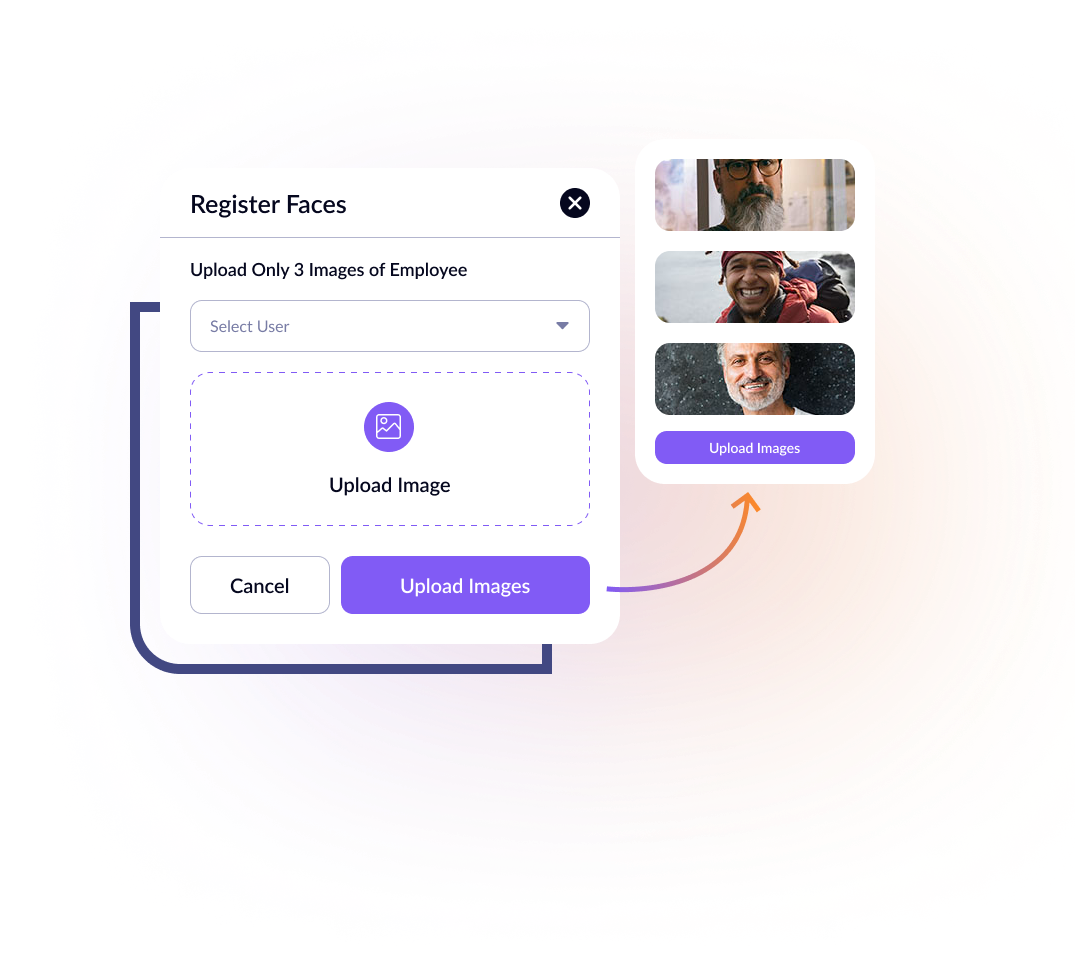 Register Faces
Upload Only 3 Images of Employee
Select User
Upload Image
Cancel
Upload Images
Upload Images